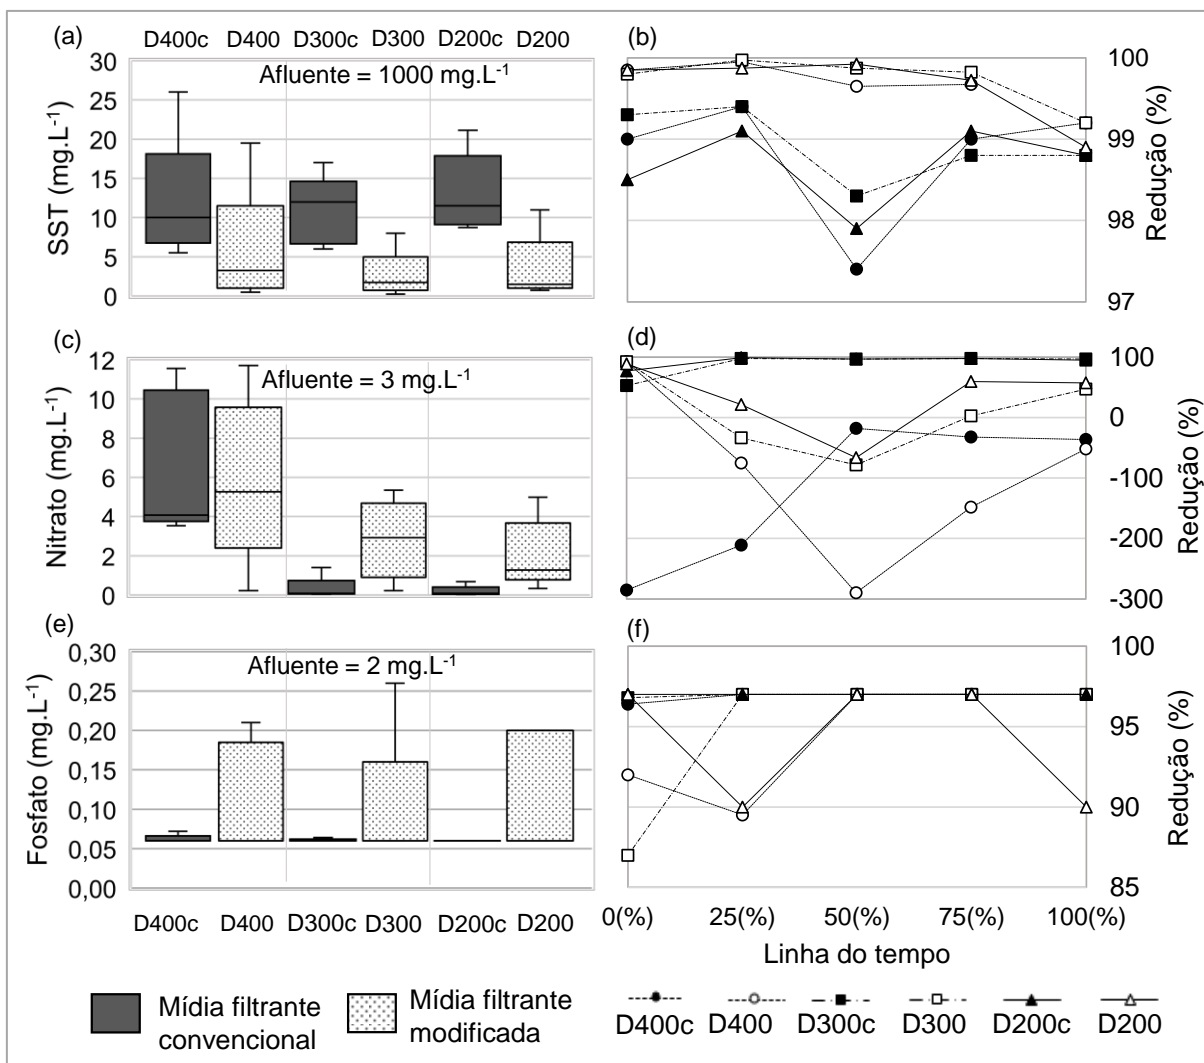 (a)
D400c D400 D300c D300 D200c D200
Afluente = 1000 mg.L-1
SST (mg.L-1)
30
25
20
15
10
5
0
(b)
100
99
98
97
Redução (%)
(c)
Afluente = 3 mg.L-1
Nitrato (mg.L-1)
12
10
8
6
4
2
0
(d)
100
0
-100
-200
-300
Redução (%)
(e)
Afluente = 2 mg.L-1
Fosfato (mg.L-1)
0,30
0,25
0,20
0,15
0,10
0,05
0,00
D400c D400 D300c D300 D200c D200
(f)
100
95
90
85
Redução (%)
0(%) 25(%) 50(%) 75(%) 100(%)
Linha do tempo
Mídia filtrante
convencional
Mídia filtrante
modificada
D400c D400 D300c D300 D200c D200